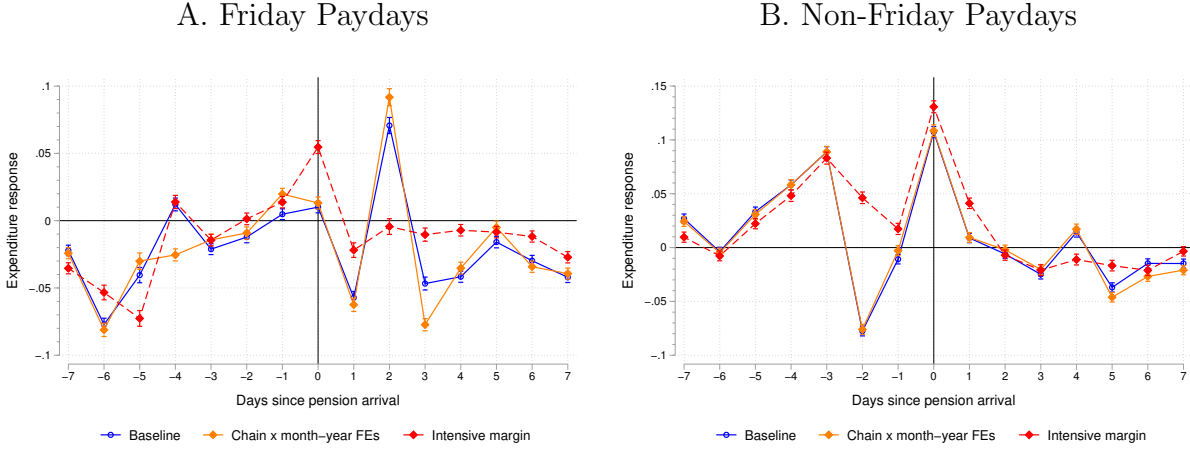 A. Friday Paydays
.1
.05
0
−.05
−.1
Expenditure response
−7 −6 −5 −4 −3 −2 −1 0 1 2 3 4 5 6 7
Days since pension arrival
Baseline Chain x month−year FEs Intensive margin
B. Non-Friday Paydays
.15
.1
.05
0
−.05
−.1
Expenditure response
−7 −6 −5 −4 −3 −2 −1 0 1 2 3 4 5 6 7
Days since pension arrival
Baseline Chain x month−year FEs Intensive margin